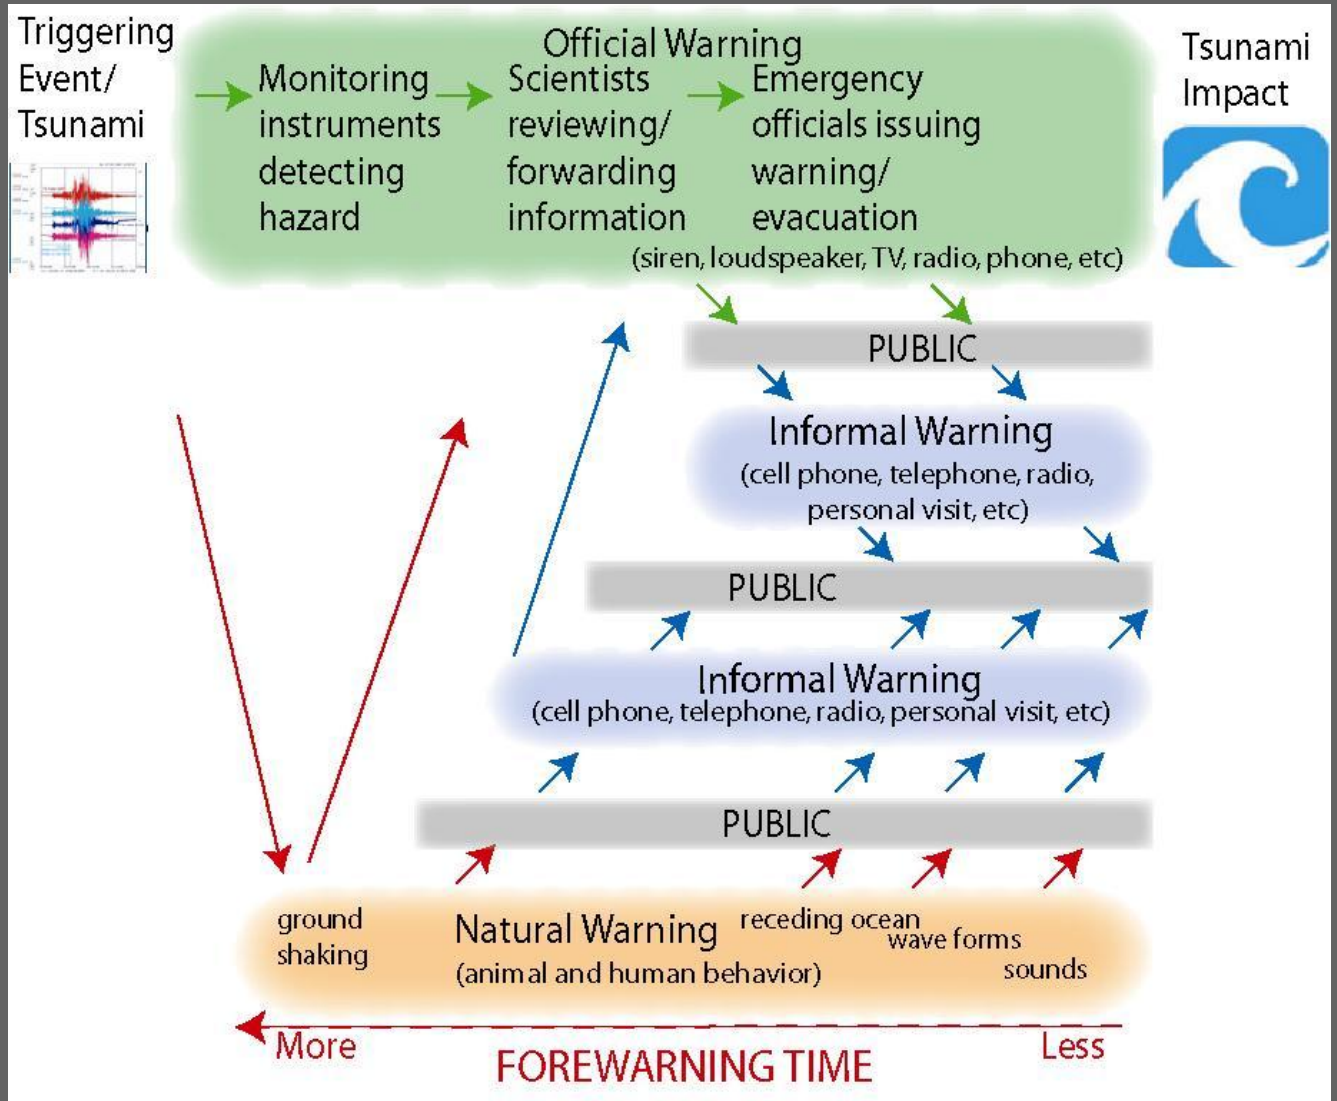 Triggering
Event/
Tsunami
Official Warning
Monitoring
instruments
detecting
hazard
Scientists
reviewing/
forwarding
information
Emergency
officials issuing
warning/
evacuation
(siren, loudspeaker, TV, radio, phone, etc)
Tsunami
Impact
PUBLIC
Informal Warning
(cell phone, telephone, radio,
personal visit, etc)
PUBLIC
Informal Warning
(cell phone, telephone, radio, personal visit, etc)
PUBLIC
ground
shaking
Natural Warning
(animal and human behavior)
receding ocean
wave forms
sounds
More
FOREWARNING TIME
Less